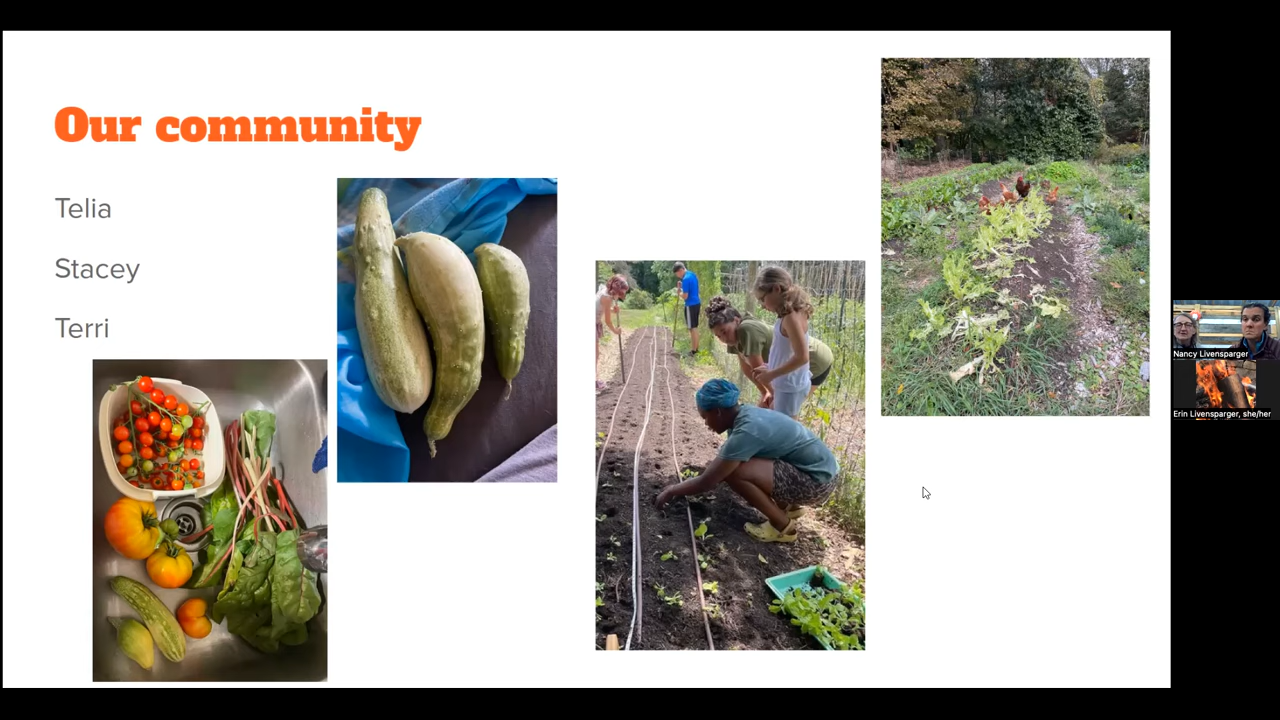 Our community
Telia
Stacey
Terri
Nancy Livensparger
Erin Livensparger, she/her